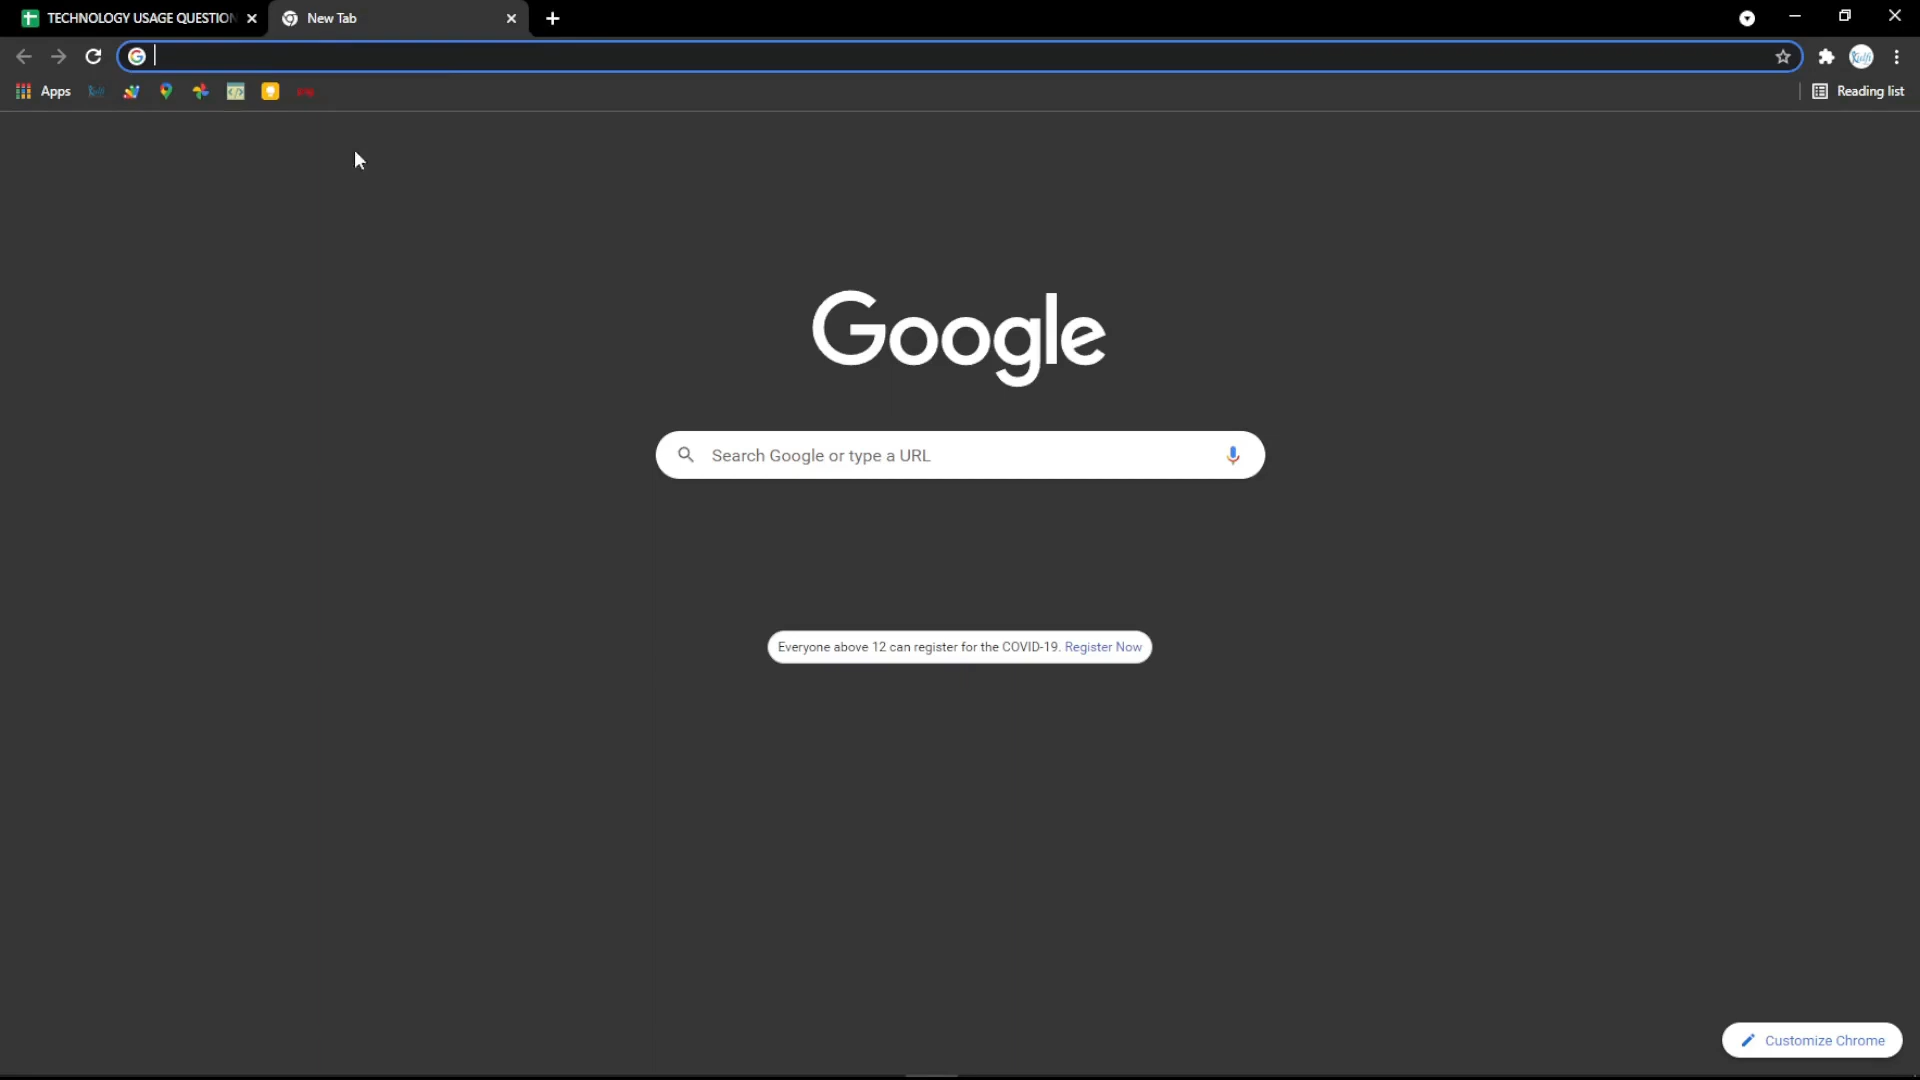 TECHNOLOGY USAGE QUESTION
New Tab
Apps
Reading list
Google
Search Google or type a URL
Everyone above 12 can register for the COVID-19. Register Now
Customize Chrome